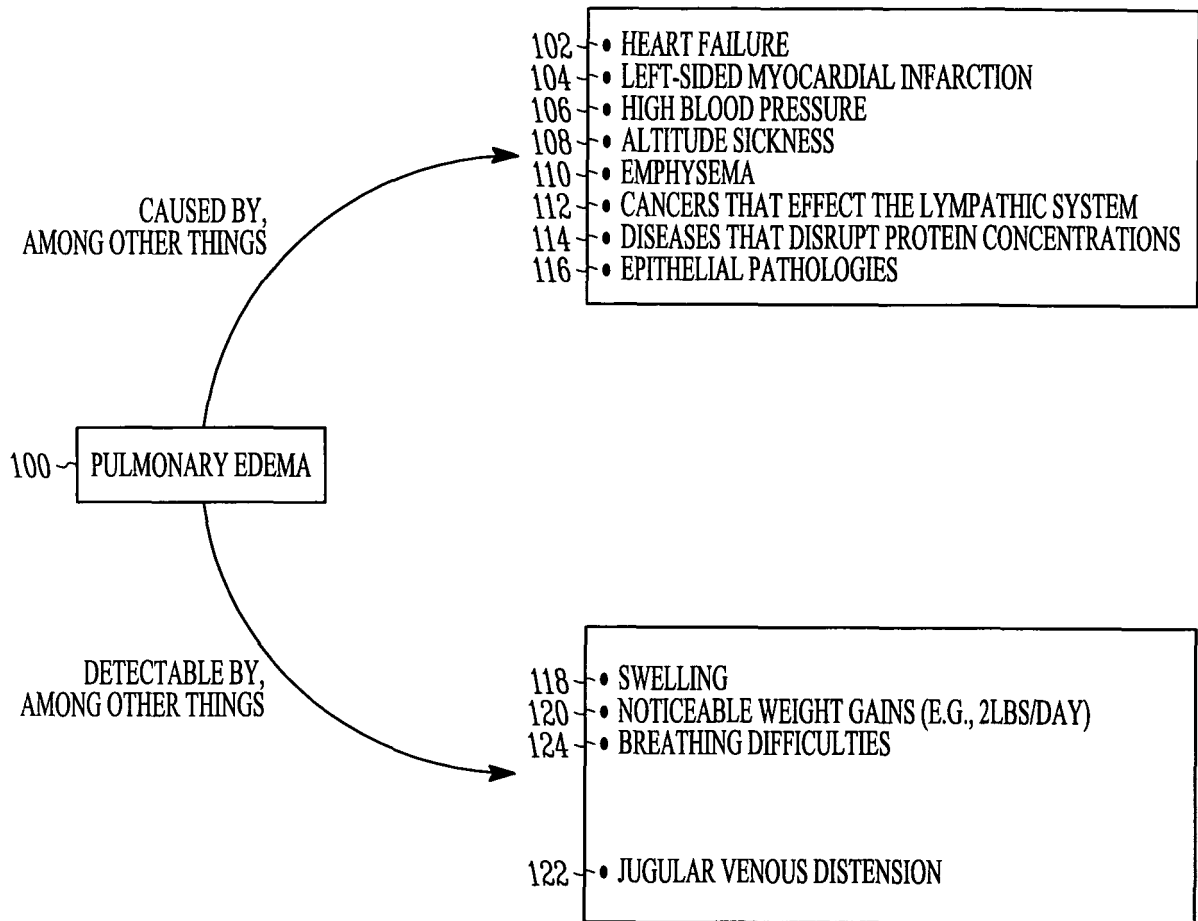 102 • HEART FAILURE
104 • LEFT-SIDED MYOCARDIAL INFARCTION
106 • HIGH BLOOD PRESSURE
108 • ALTITUDE SICKNESS
110 • EMPHYSEMA
112 • CANCERS THAT EFFECT THE LYMPATHIC SYSTEM
114 • DISEASES THAT DISRUPT PROTEIN CONCENTRATIONS
116 • EPITHELIAL PATHOLOGIES
CAUSED BY,
AMONG OTHER THINGS
100 PULMONARY EDEMA
DETECTABLE BY,
AMONG OTHER THINGS
118 • SWELLING
120 • NOTICEABLE WEIGHT GAINS (E.G., 2LBS/DAY)
124 • BREATHING DIFFICULTIES
122 • JUGULAR VENOUS DISTENSION